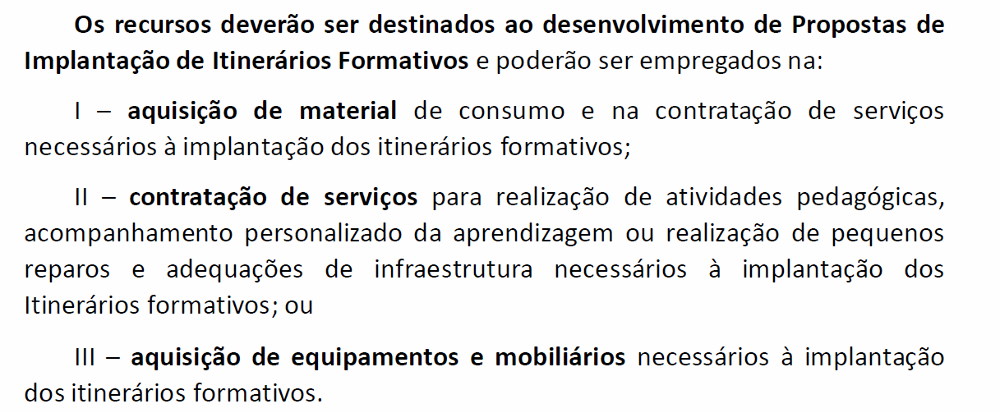 Os recursos deverão ser destinados ao desenvolvimento de Propostas de
Implantação de Itinerários Formativos e poderão ser empregados na:
I – aquisição de material de consumo e na contratação de serviços
necessários à implantação dos itinerários formativos;
II – contratação de serviços para realização de atividades pedagógicas,
acompanhamento personalizado da aprendizagem ou realização de pequenos
reparos e adequações de infraestrutura necessários à implantação dos
Itinerários formativos; ou
III – aquisição de equipamentos e mobiliários necessários à implantação
dos itinerários formativos.